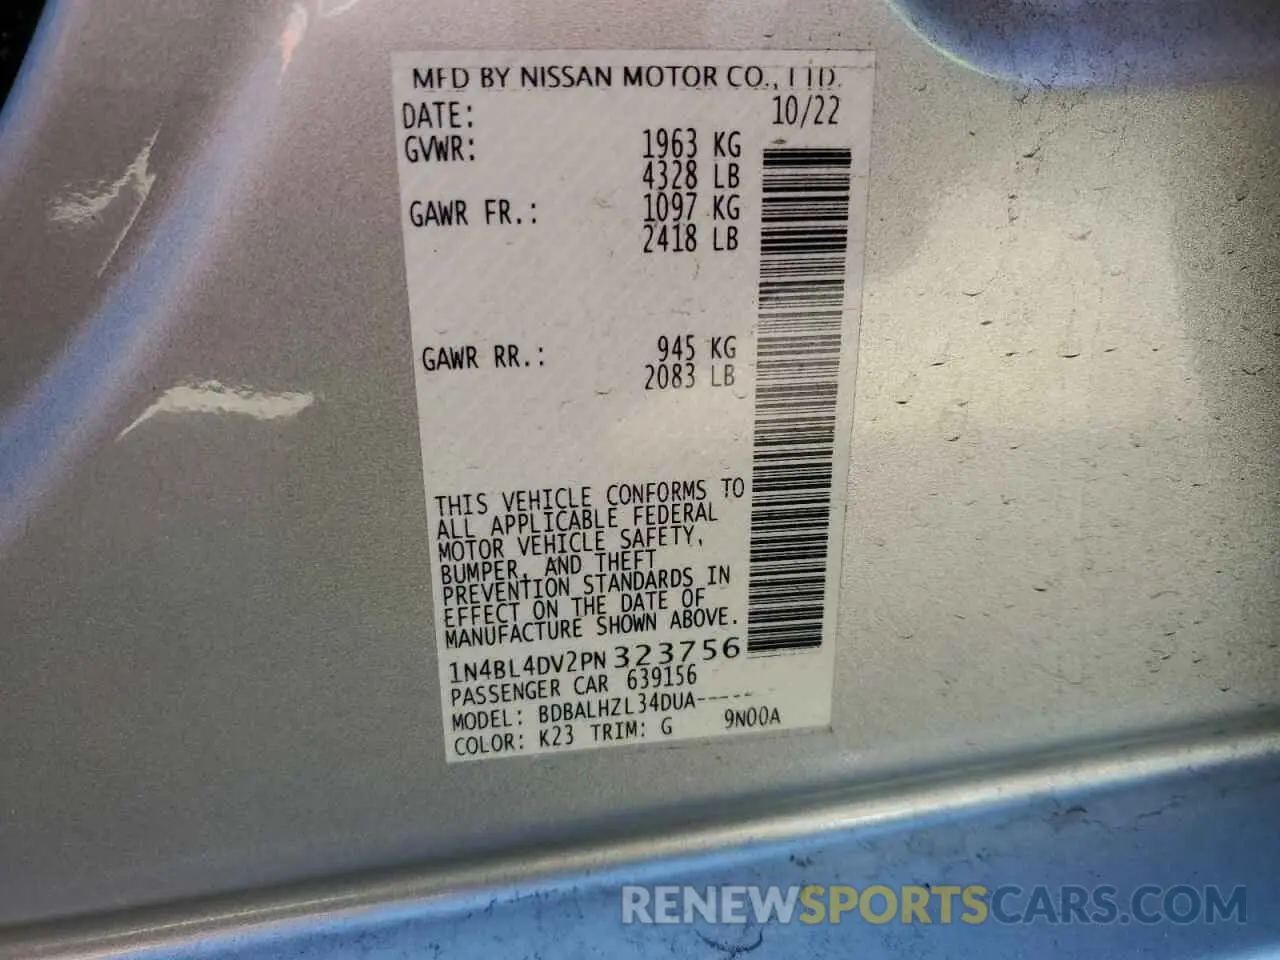 MFD BY NISSAN MOTOR CO., LTD.
DATE: 10/22
GVWR: 1963 KG
4328 LB
GAWR FR.: 1097 KG
2418 LB
GAWR RR.: 945 KG
2083 LB
THIS VEHICLE CONFORMS TO
ALL APPLICABLE FEDERAL
MOTOR VEHICLE SAFETY,
BUMPER, AND THEFT
PREVENTION STANDARDS IN
EFFECT ON THE DATE OF
MANUFACTURE SHOWN ABOVE.
1N4BL4DV2PN323756
PASSENGER CAR 639156
MODEL: BDBALHZL34DUA-----
COLOR: K23 TRIM: G 9N00A
RENEWSPORTSCARS.COM